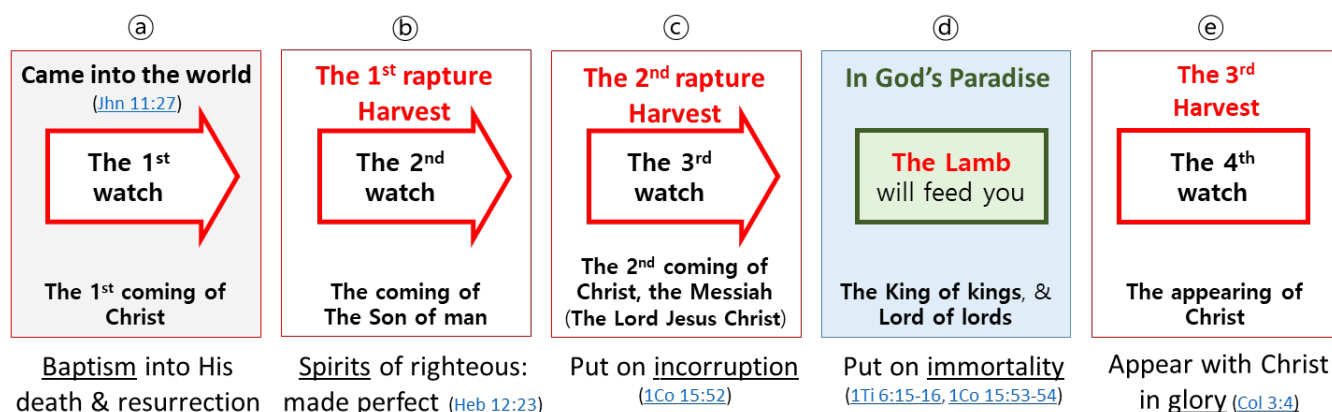 ⓐ
Came into the world
(Jhn 11:27)
The 1st
watch
The 1st coming of
Christ
Baptism into His
death & resurrection
ⓑ
The 1st rapture
Harvest
The 2nd
watch
The coming of
The Son of man
Spirits of righteous:
made perfect (Heb 12:23)
ⓒ
The 2nd rapture
Harvest
The 3rd
watch
The 2nd coming of
Christ, the Messiah
(The Lord Jesus Christ)
Put on incorruption
(1Co 15:52)
ⓓ
In God's Paradise
The Lamb
will feed you
The King of kings, &
Lord of lords
Put on immortality
(1Ti 6:15-16, 1Co 15:53-54)
ⓔ
The 3rd
Harvest
The 4th
watch
The appearing of
Christ
Appear with Christ
in glory (Col 3:4)